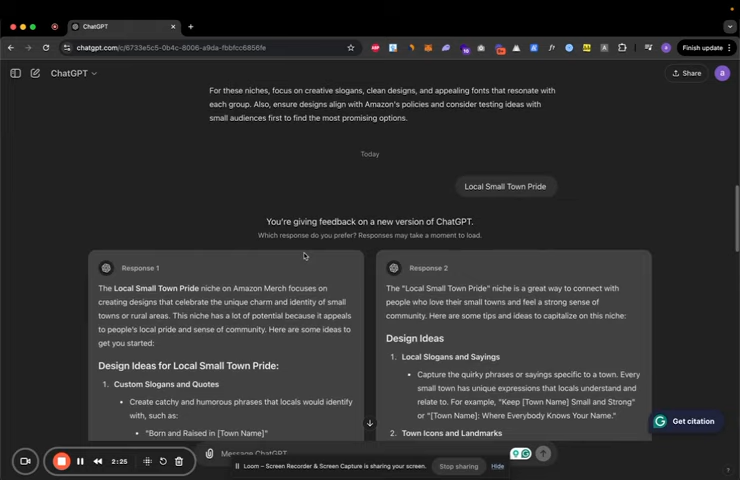 ChatGPT
chatgpt.com/c/6733e5c5-0b4c-8006-a9da-fbbfcc6856fe
Finish update
ChatGPT
Share
a
For these niches, focus on creative slogans, clean designs, and appealing fonts that resonate with
each group. Also, ensure designs align with Amazon's policies and consider testing ideas with
small audiences first to find the most promising options.
Today
Local Small Town Pride
You're giving feedback on a new version of ChatGPT.
Which response do you prefer? Responses may take a moment to load.
Response 1
The Local Small Town Pride niche on Amazon Merch focuses on
creating designs that celebrate the unique charm and identity of small
towns or rural areas. This niche has a lot of potential because it appeals
to people's local pride and sense of community. Here are some ideas to
get you started:
Design Ideas for Local Small Town Pride:
1. Custom Slogans and Quotes
• Create catchy and humorous phrases that locals would identify
with, such as:
▪ "Born and Raised in [Town Name]"
Response 2
The "Local Small Town Pride" niche is a great way to connect with
people who love their small towns and feel a strong sense of
community. Here are some tips and ideas to capitalize on this niche:
Design Ideas
1. Local Slogans and Sayings
• Capture the quirky phrases or sayings specific to a town. Every
small town has unique expressions that locals understand and
relate to. For example, "Keep [Town Name] Small and Strong"
or "[Town Name]: Where Everybody Knows Your Name."
2. Town Icons and Landmarks
Get citation
Message ChatGPT
2:25
Loom – Screen Recorder & Screen Capture is sharing your screen.
Stop sharing
Hide
?